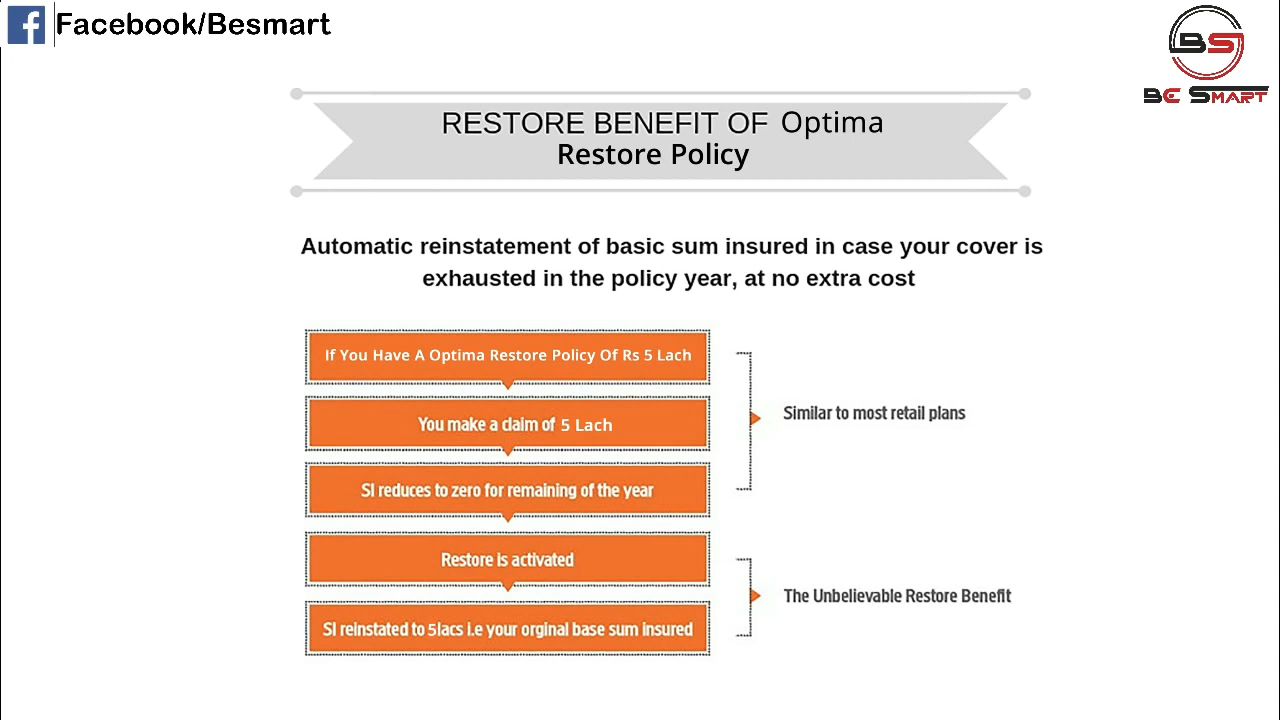 Facebook/Besmart
BS
BE SMART
RESTORE BENEFIT OF Optima
Restore Policy
Automatic reinstatement of basic sum insured in case your cover is
exhausted in the policy year, at no extra cost
If You Have A Optima Restore Policy Of Rs 5 Lach
You make a claim of 5 Lach
SI reduces to zero for remaining of the year
Similar to most retail plans
Restore is activated
SI reinstated to 5lacs i.e your orginal base sum insured
The Unbelievable Restore Benefit